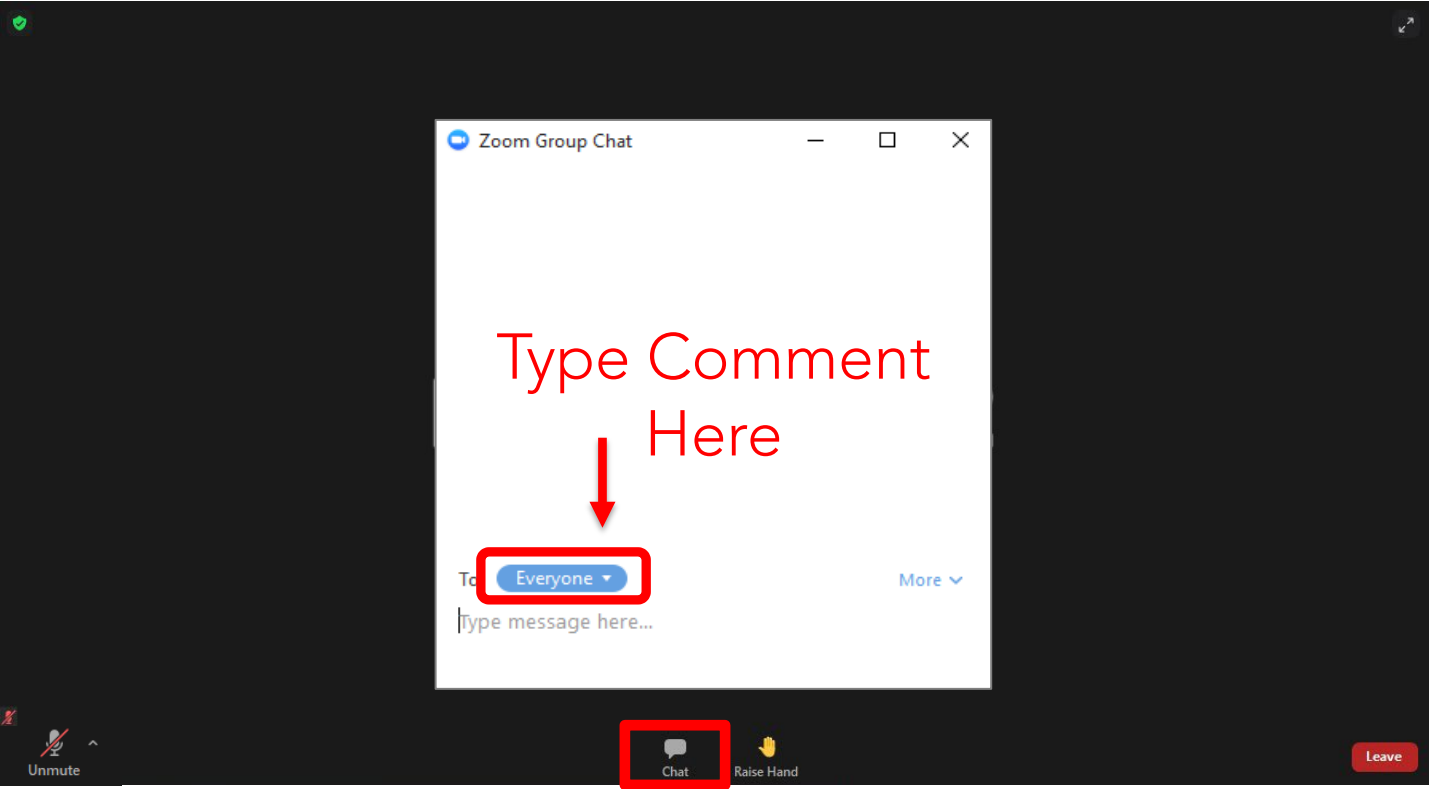 Zoom Group Chat
Type Comment
Here
To
Everyone
More
Type message here...
Unmute
Chat
Raise Hand
Leave